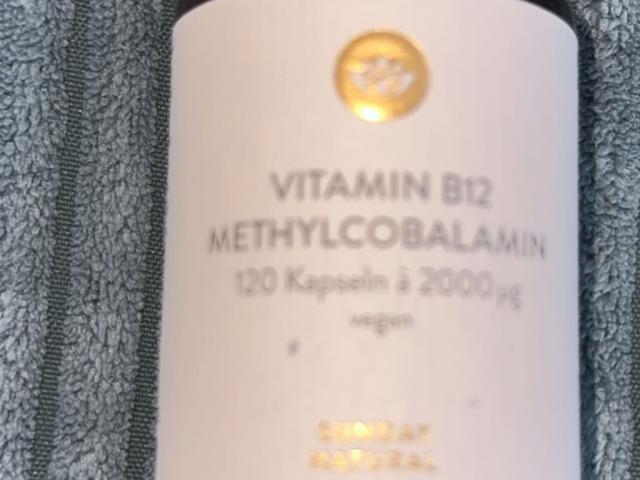 VITAMIN B12
METHYLCOBALAMIN
120 Kapseln à 2000 µg
vegan
SUNDAY
NATURAL